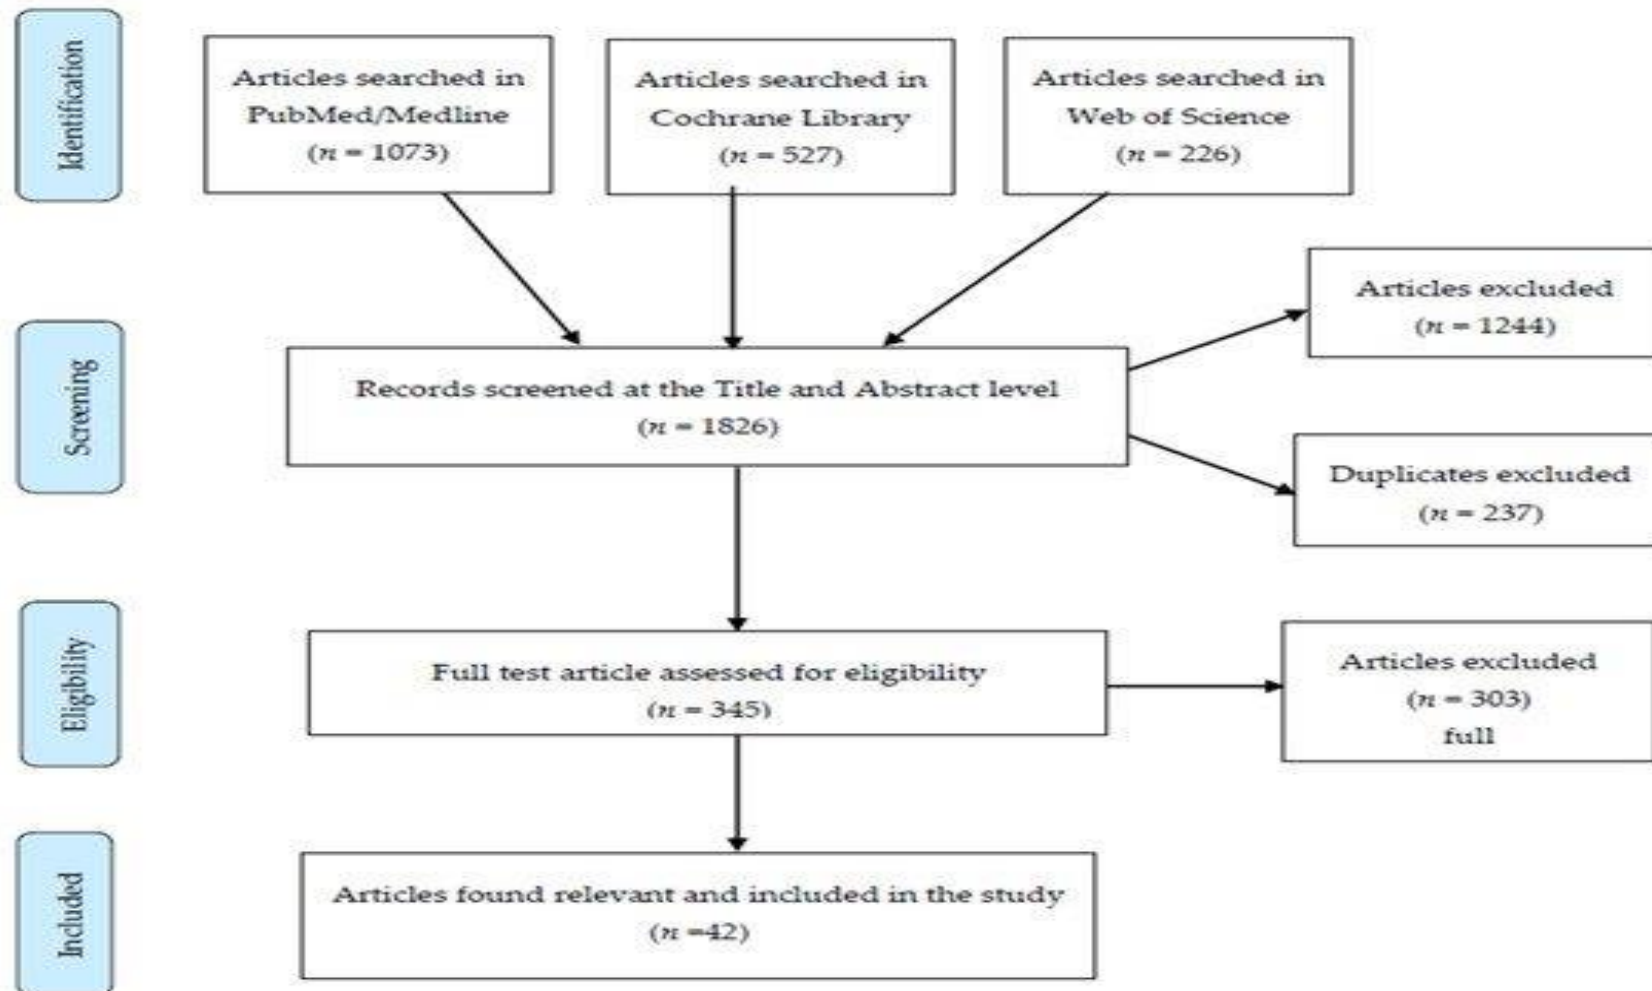 Identification
Articles searched in
PubMed/Medline
(n = 1073)
Articles searched in
Cochrane Library
(n = 527)
Articles searched in
Web of Science
(n = 226)
Screening
Records screened at the Title and Abstract level
(n = 1826)
Articles excluded
(n = 1244)
Duplicates excluded
(n = 237)
Eligibility
Full test article assessed for eligibility
(n = 345)
Articles excluded
(n = 303)
full
Included
Articles found relevant and included in the study
(n =42)